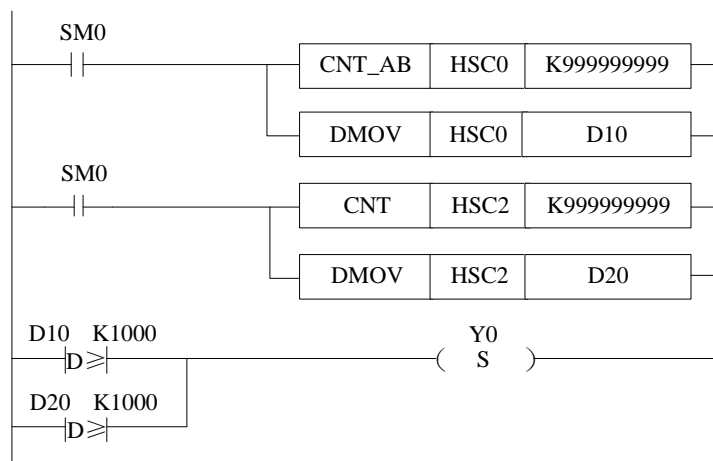 SM0
CNT_AB HSC0 K999999999
DMOV HSC0 D10
SM0
CNT HSC2 K999999999
DMOV HSC2 D20
D10 K1000 Y0
D≥ S
D20 K1000
D≥